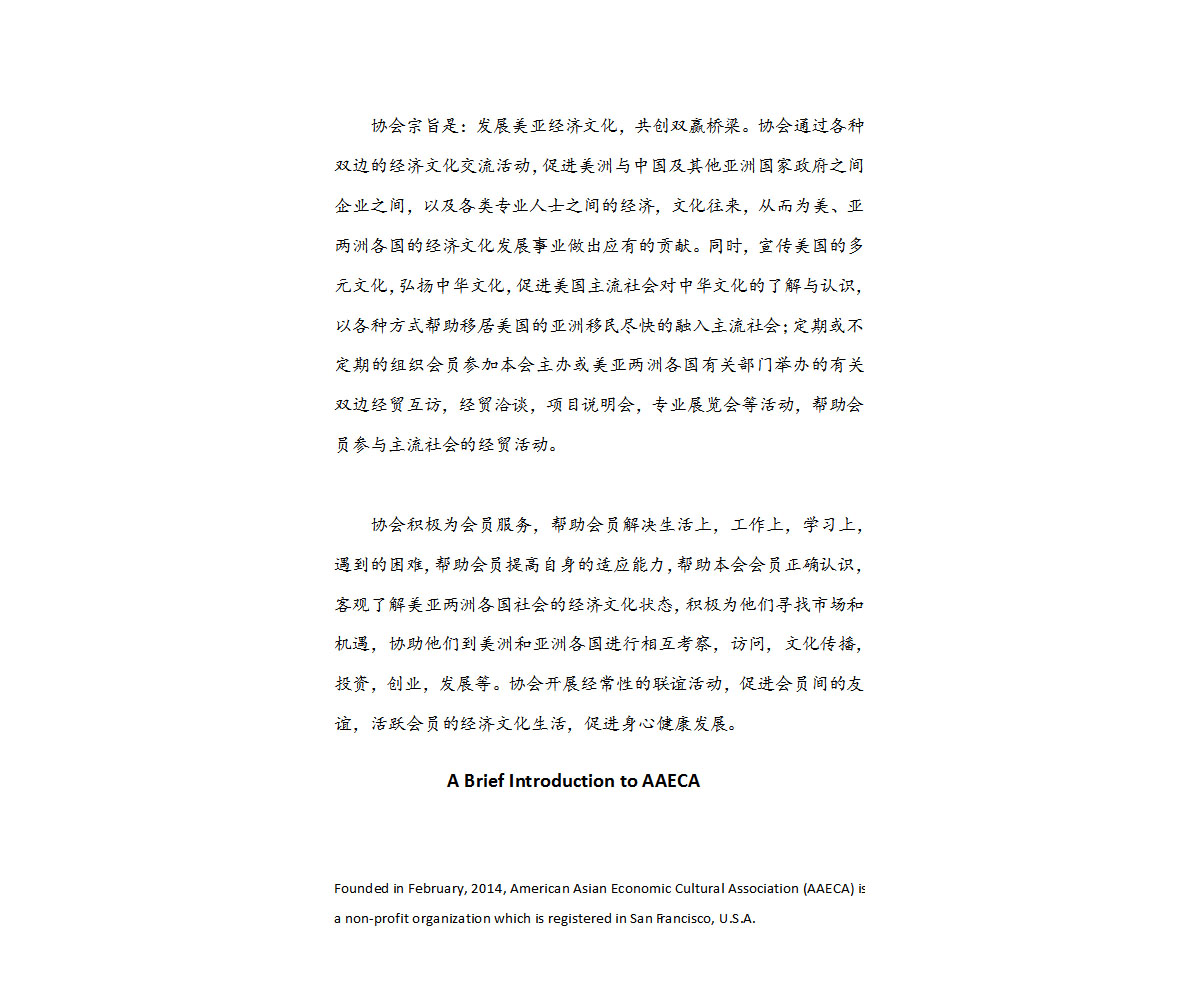 协会宗旨是：发展美亚经济文化，共创双赢桥梁。协会通过各种
双边的经济文化交流活动，促进美洲与中国及其他亚洲国家政府之间
企业之间，以及各类专业人士之间的经济，文化往来，从而为美、亚
两洲各国的经济文化发展事业做出应有的贡献。同时，宣传美国的多
元文化，弘扬中华文化，促进美国主流社会对中华文化的了解与认识，
以各种方式帮助移居美国的亚洲移民尽快的融入主流社会；定期或不
定期的组织会员参加本会主办或美亚两洲各国有关部门举办的有关
双边经贸互访，经贸洽谈，项目说明会，专业展览会等活动，帮助会
员参与主流社会的经贸活动。
协会积极为会员服务，帮助会员解决生活上，工作上，学习上，
遇到的困难，帮助会员提高自身的适应能力，帮助本会会员正确认识，
客观了解美亚两洲各国社会的经济文化状态，积极为他们寻找市场和
机遇，协助他们到美洲和亚洲各国进行相互考察，访问，文化传播，
投资，创业，发展等。协会开展经常性的联谊活动，促进会员间的友
谊，活跃会员的经济文化生活，促进身心健康发展。
A Brief Introduction to AAECA
Founded in February, 2014, American Asian Economic Cultural Association (AAECA) is
a non-profit organization which is registered in San Francisco, U.S.A.